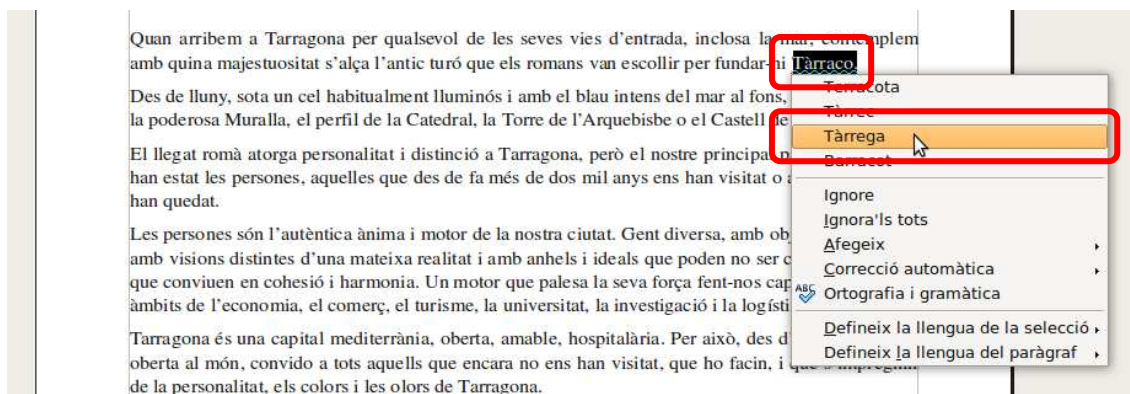 Quan arribem a Tarragona per qualsevol de les seves vies d’entrada, inclosa la mar, contemplem
amb quina majestuositat s’alça l’antic turó que els romans van escollir per fundar-hi Tàrraco.
Des de lluny, sota un cel habitualment lluminós i amb el blau intens del mar al fons,
la poderosa Muralla, el perfil de la Catedral, la Torre de l’Arquebisbe o el Castell de
El llegat romà atorga personalitat i distinció a Tarragona, però el nostre principal
han estat les persones, aquelles que des de fa més de dos mil anys ens han visitat o
han quedat.
Les persones són l’autèntica ànima i motor de la nostra ciutat. Gent diversa, amb
amb visions distintes d’una mateixa realitat i amb anhels i ideals que poden no ser
que conviuen en cohesió i harmonia. Un motor que palesa la seva força fent-nos
àmbits de l’economia, el comerç, el turisme, la universitat, la investigació i la
Tarragona és una capital mediterrània, oberta, amable, hospitalària. Per això, des
oberta al món, convido a tots aquells que encara no ens han visitat, que ho facin, i que s’impregnin
de la personalitat, els colors i les olors de Tarragona.
Terracota
Tàrrec
Tàrrega
Barracot
Ignore
Ignora'ls tots
Afegeix
Correcció automàtica
ABC Ortografia i gramàtica
Defineix la llengua de la selecció
Defineix la llengua del paràgraf